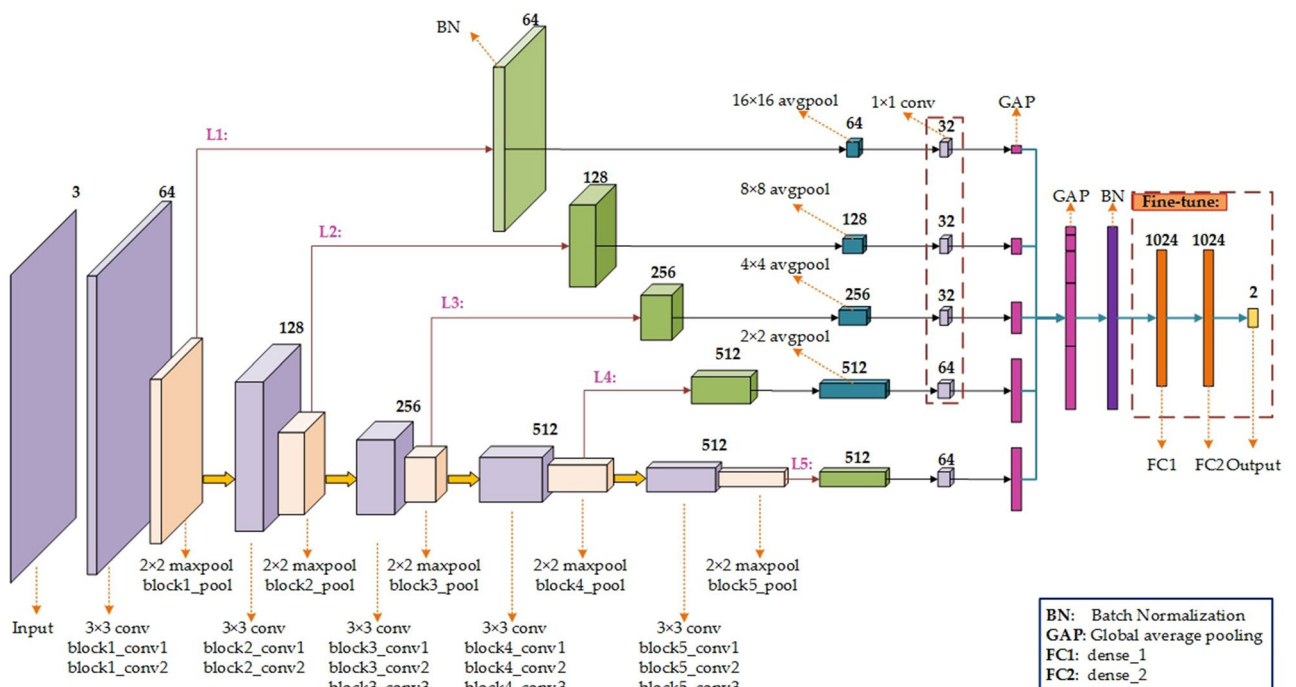 BN
64
16×16 avgpool
1×1 conv
GAP
64
32
L1:
3
64
128
8×8 avgpool
GAP
BN
Fine-tune:
L2:
128
32
1024
1024
256
4×4 avgpool
L3:
256
32
2
128
2×2 avgpool
512
512
64
L4:
256
512
512
L5:
512
64
FC1
FC2
Output
2×2 maxpool
block1_pool
2×2 maxpool
block2_pool
2×2 maxpool
block3_pool
2×2 maxpool
block4_pool
2×2 maxpool
block5_pool
Input
3×3 conv
block1_conv1
block1_conv2
3×3 conv
block2_conv1
block2_conv2
3×3 conv
block3_conv1
block3_conv2
block3_conv3
3×3 conv
block4_conv1
block4_conv2
block4_conv3
3×3 conv
block5_conv1
block5_conv2
block5_conv3
BN: Batch Normalization
GAP: Global average pooling
FC1: dense_1
FC2: dense_2